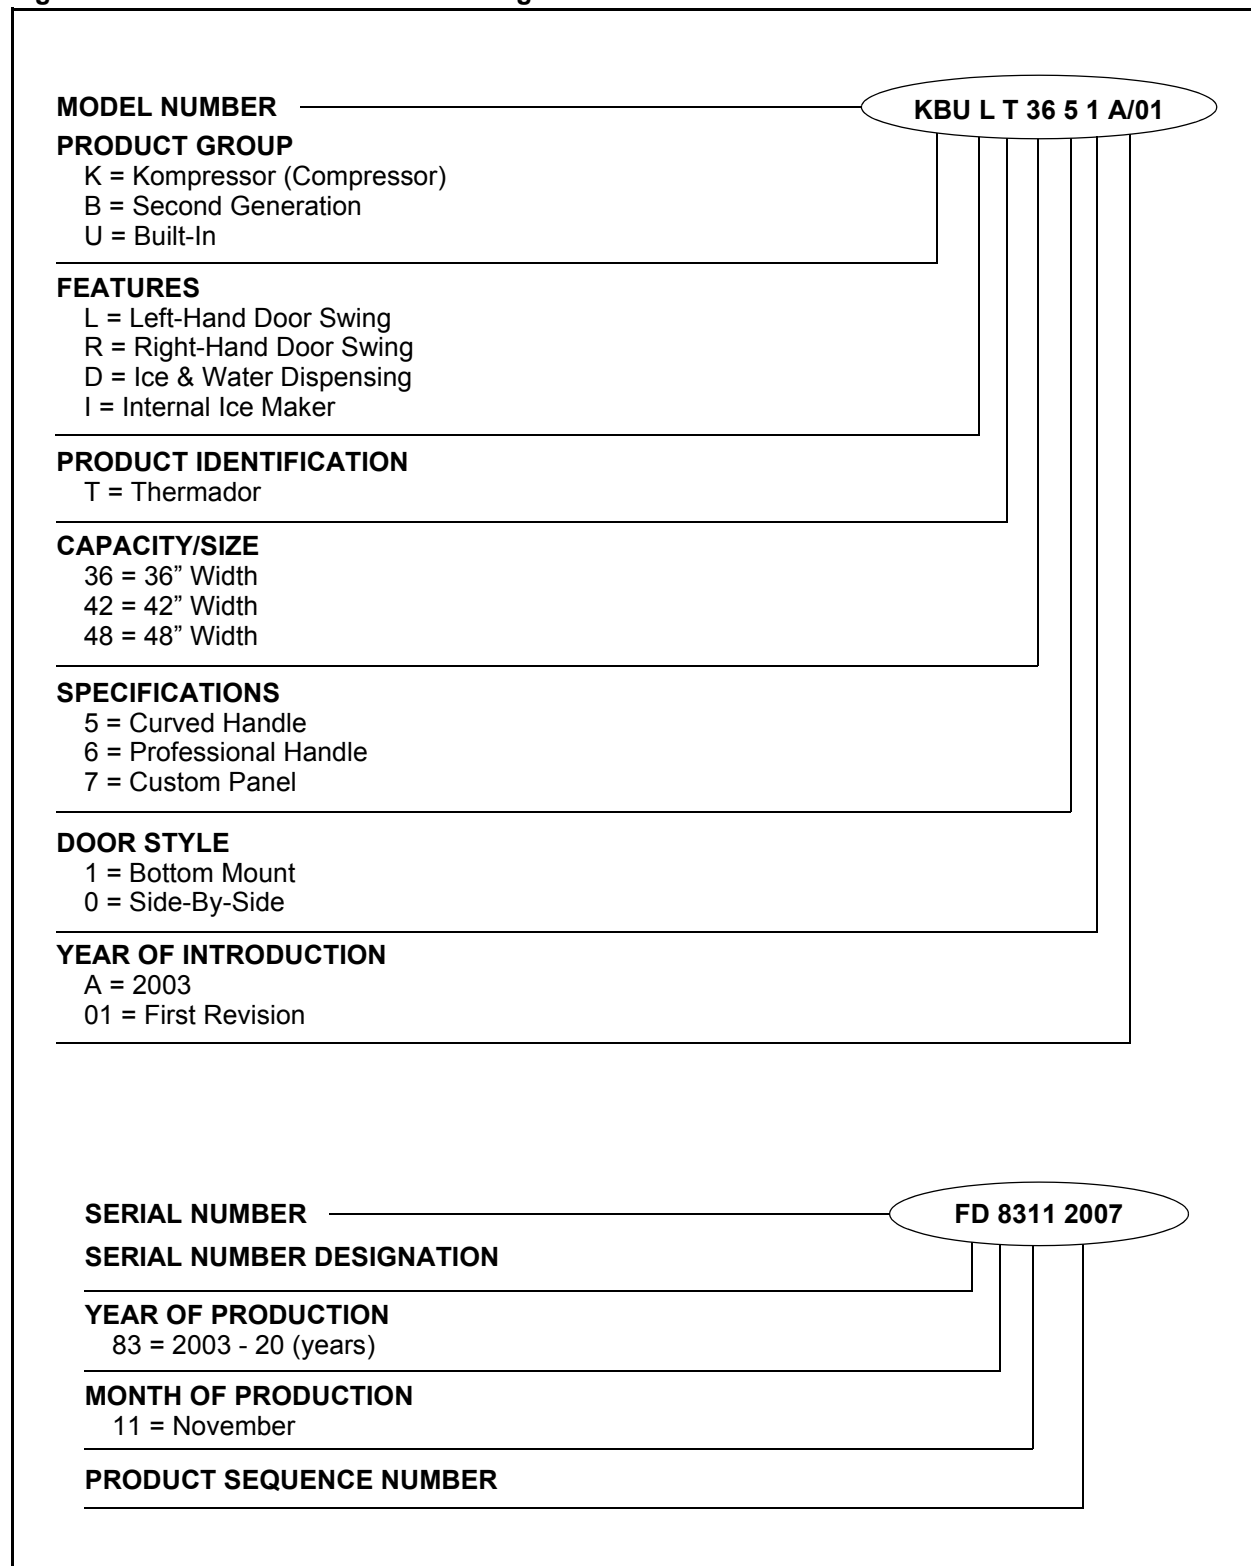 MODEL NUMBER KBU L T 36 5 1 A/01
PRODUCT GROUP
K = Kompressor (Compressor)
B = Second Generation
U = Built-In
FEATURES
L = Left-Hand Door Swing
R = Right-Hand Door Swing
D = Ice & Water Dispensing
I = Internal Ice Maker
PRODUCT IDENTIFICATION
T = Thermador
CAPACITY/SIZE
36 = 36” Width
42 = 42” Width
48 = 48” Width
SPECIFICATIONS
5 = Curved Handle
6 = Professional Handle
7 = Custom Panel
DOOR STYLE
1 = Bottom Mount
0 = Side-By-Side
YEAR OF INTRODUCTION
A = 2003
01 = First Revision
SERIAL NUMBER FD 8311 2007
SERIAL NUMBER DESIGNATION
YEAR OF PRODUCTION
83 = 2003 - 20 (years)
MONTH OF PRODUCTION
11 = November
PRODUCT SEQUENCE NUMBER